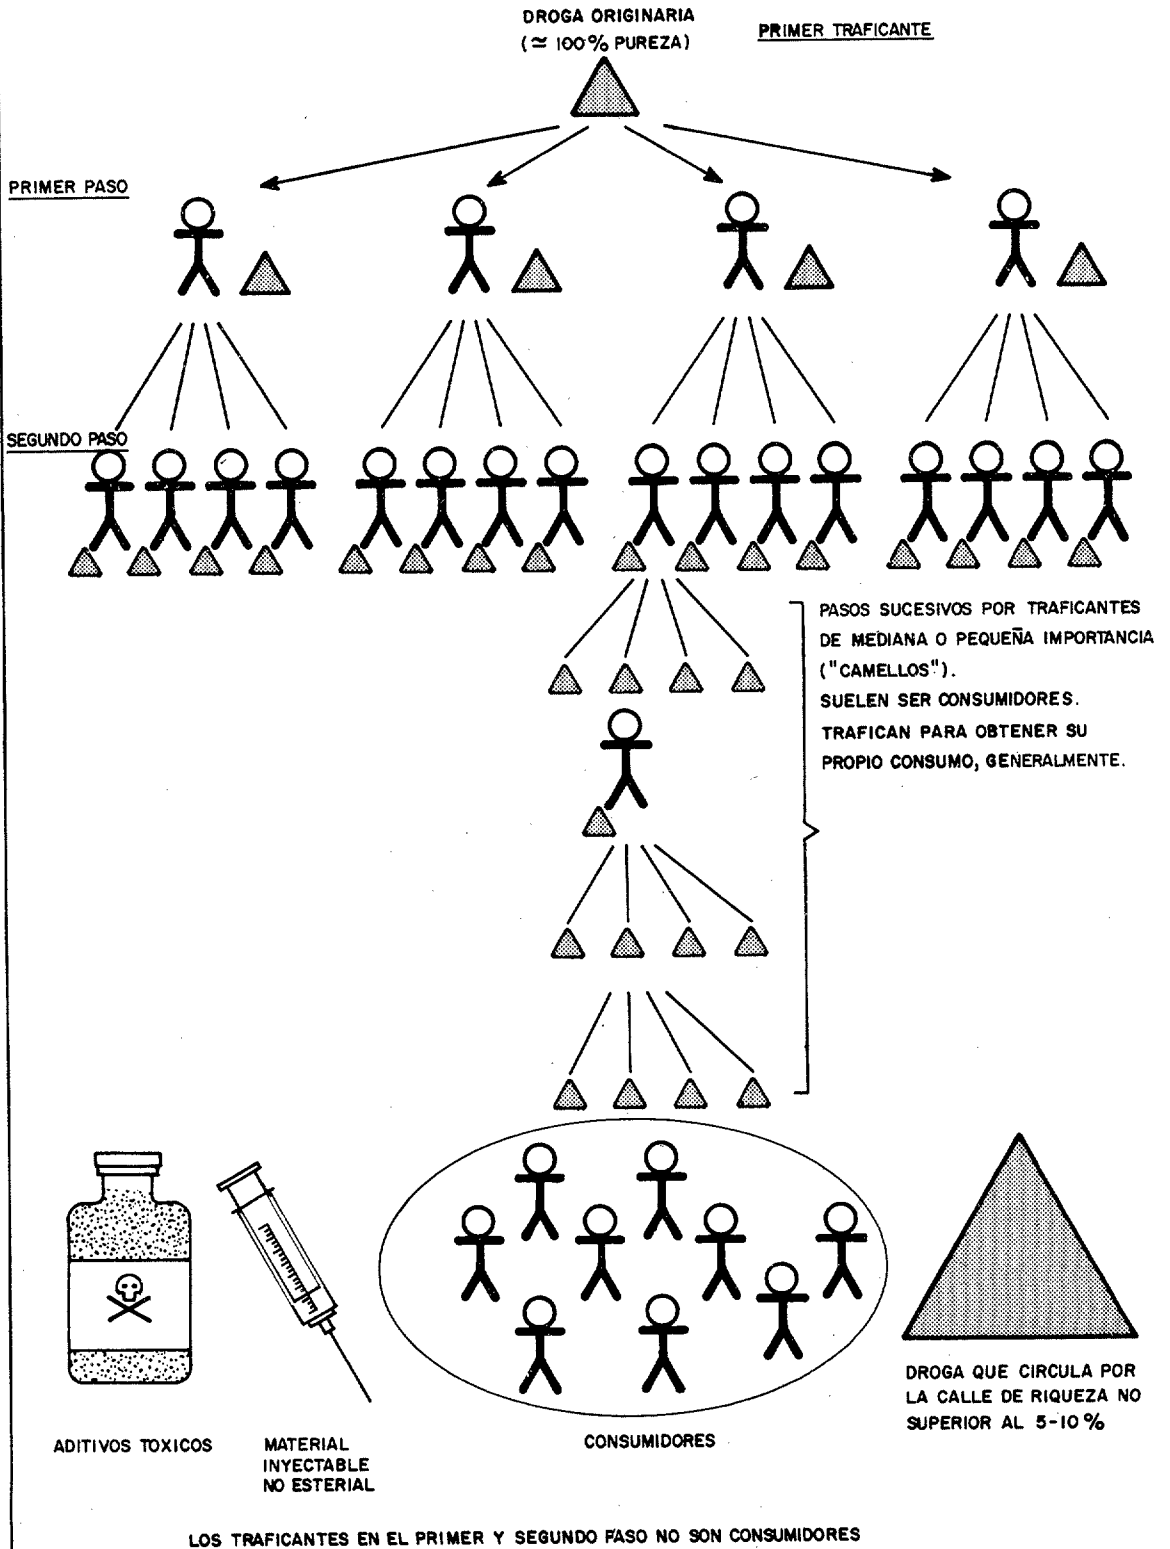 DROGA ORIGINARIA
(≃ 100% PUREZA)
PRIMER TRAFICANTE
PRIMER PASO
SEGUNDO PASO
PASOS SUCESIVOS POR TRAFICANTES
DE MEDIANA O PEQUEÑA IMPORTANCIA
("CAMELLOS").
SUELEN SER CONSUMIDORES.
TRAFICAN PARA OBTENER SU
PROPIO CONSUMO, GENERALMENTE.
DROGA QUE CIRCULA POR
LA CALLE DE RIQUEZA NO
SUPERIOR AL 5-10%
ADITIVOS TOXICOS
MATERIAL
INYECTABLE
NO ESTERIAL
CONSUMIDORES
LOS TRAFICANTES EN EL PRIMER Y SEGUNDO PASO NO SON CONSUMIDORES